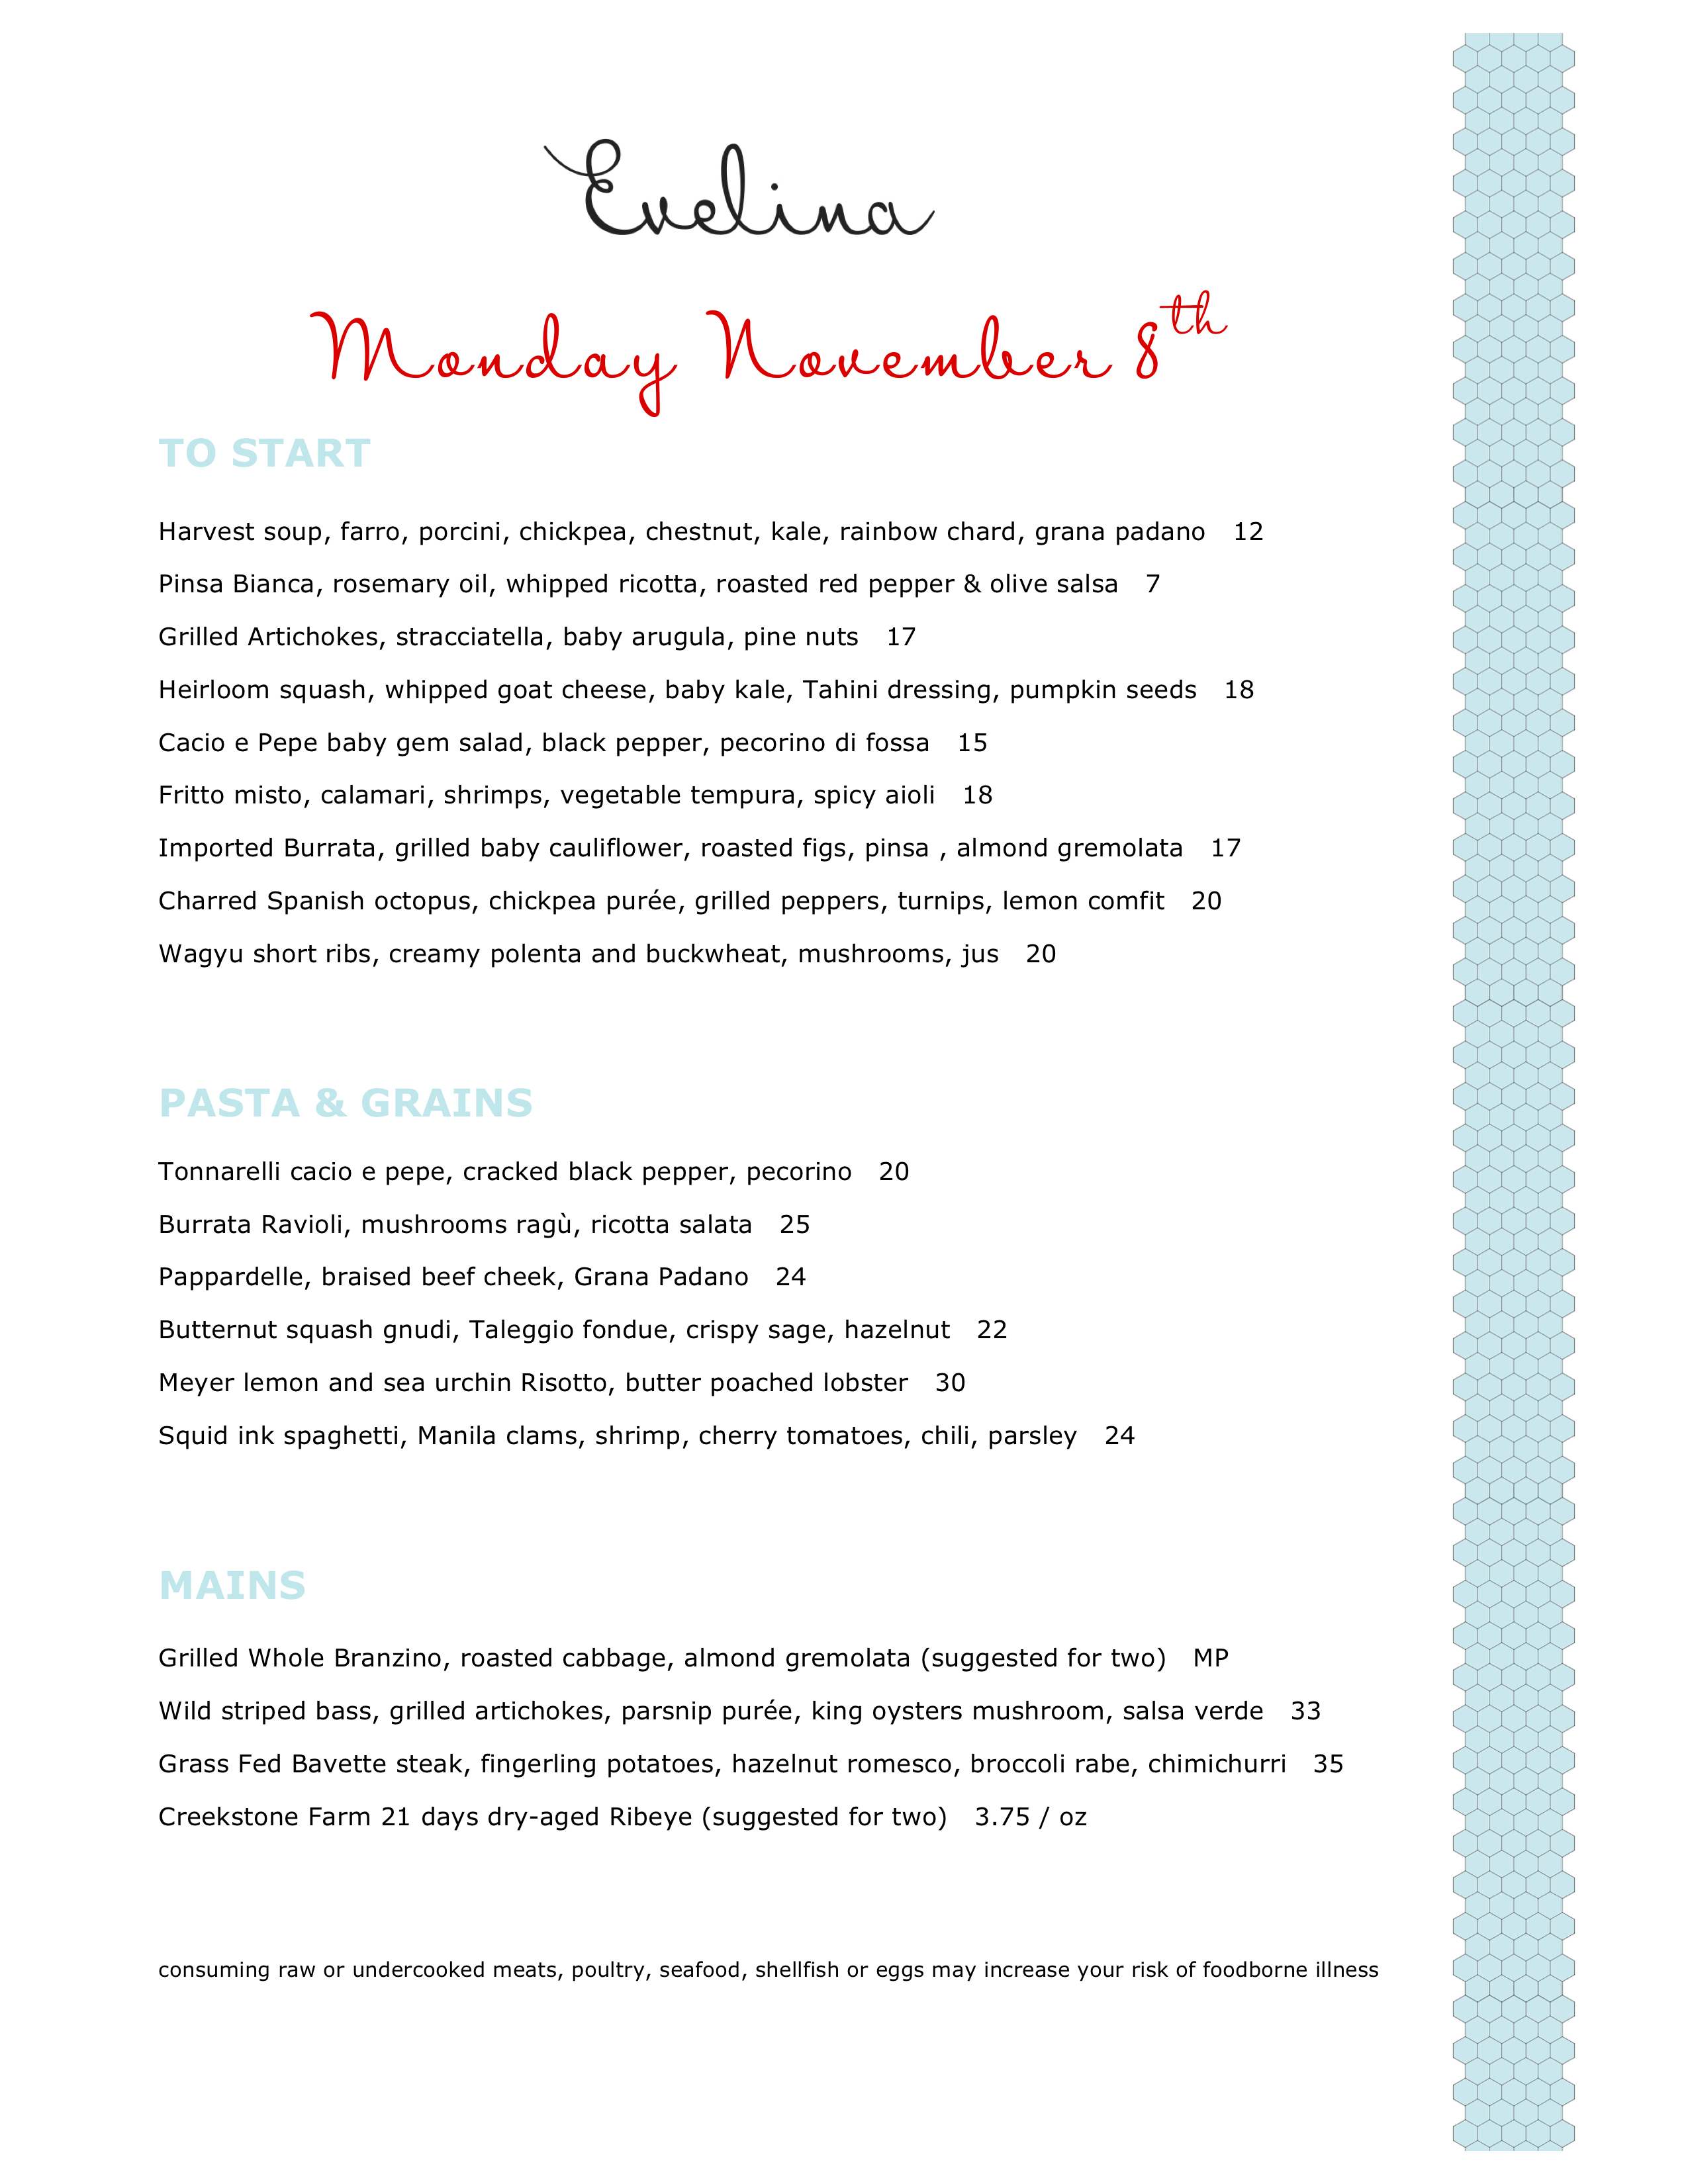 Evelina
Monday November 8th
TO START
Harvest soup, farro, porcini, chickpea, chestnut, kale, rainbow chard, grana padano 12
Pinsa Bianca, rosemary oil, whipped ricotta, roasted red pepper & olive salsa 7
Grilled Artichokes, stracciatella, baby arugula, pine nuts 17
Heirloom squash, whipped goat cheese, baby kale, Tahini dressing, pumpkin seeds 18
Cacio e Pepe baby gem salad, black pepper, pecorino di fossa 15
Fritto misto, calamari, shrimps, vegetable tempura, spicy aioli 18
Imported Burrata, grilled baby cauliflower, roasted figs, pinsa , almond gremolata 17
Charred Spanish octopus, chickpea purée, grilled peppers, turnips, lemon comfit 20
Wagyu short ribs, creamy polenta and buckwheat, mushrooms, jus 20
PASTA & GRAINS
Tonnarelli cacio e pepe, cracked black pepper, pecorino 20
Burrata Ravioli, mushrooms ragù, ricotta salata 25
Pappardelle, braised beef cheek, Grana Padano 24
Butternut squash gnudi, Taleggio fondue, crispy sage, hazelnut 22
Meyer lemon and sea urchin Risotto, butter poached lobster 30
Squid ink spaghetti, Manila clams, shrimp, cherry tomatoes, chili, parsley 24
MAINS
Grilled Whole Branzino, roasted cabbage, almond gremolata (suggested for two) MP
Wild striped bass, grilled artichokes, parsnip purée, king oysters mushroom, salsa verde 33
Grass Fed Bavette steak, fingerling potatoes, hazelnut romesco, broccoli rabe, chimichurri 35
Creekstone Farm 21 days dry-aged Ribeye (suggested for two) 3.75 / oz
consuming raw or undercooked meats, poultry, seafood, shellfish or eggs may increase your risk of foodborne illness